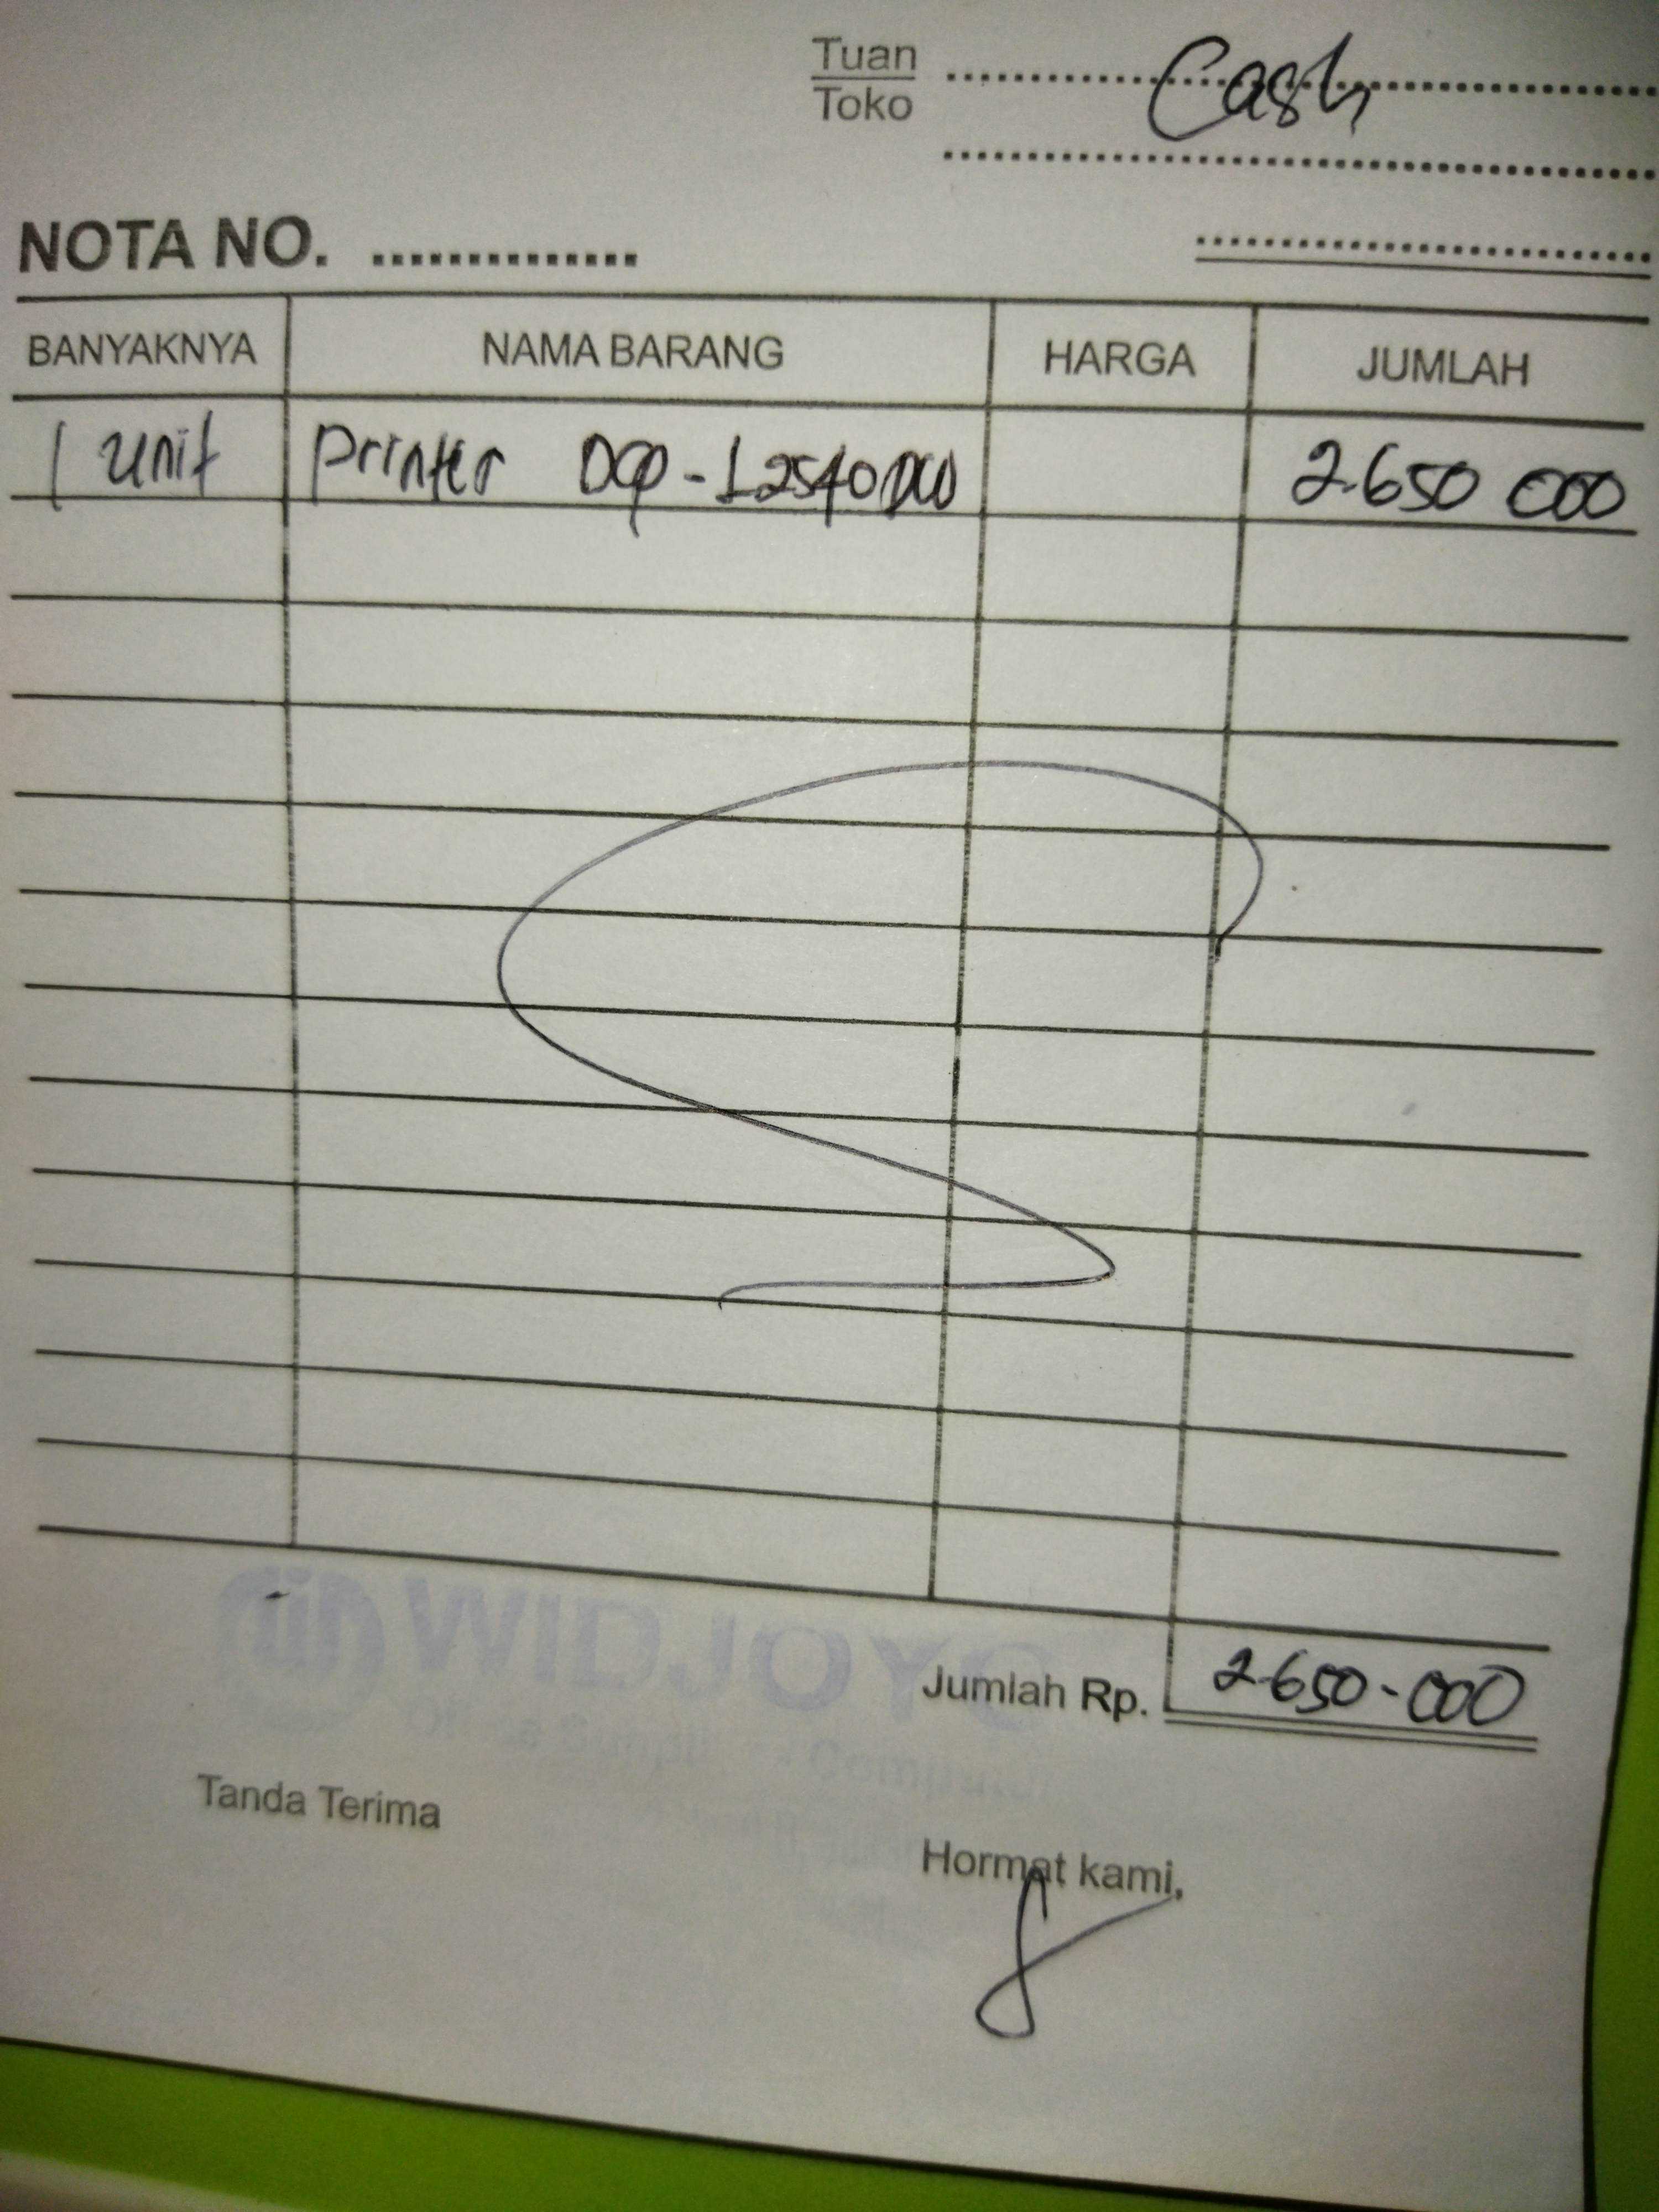 Tuan
Toko
Cash
NOTA NO.
BANYAKNYA NAMA BARANG HARGA JUMLAH
1 unit Printer DCP-L2540DW 2.650 000
WIDJOYO
Jumlah Rp. 2.650.000
Tanda Terima
Hormat kami,